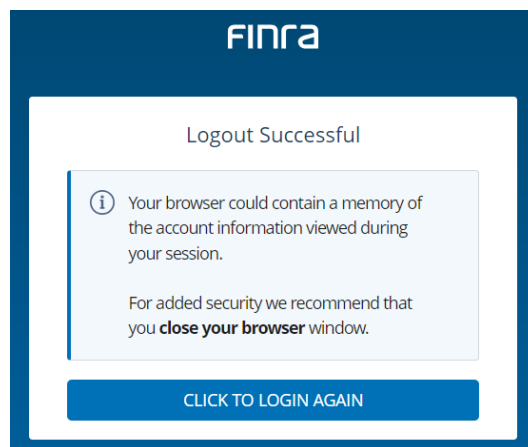 FINRA
Logout Successful
Your browser could contain a memory of
the account information viewed during
your session.
For added security we recommend that
you close your browser window.
CLICK TO LOGIN AGAIN